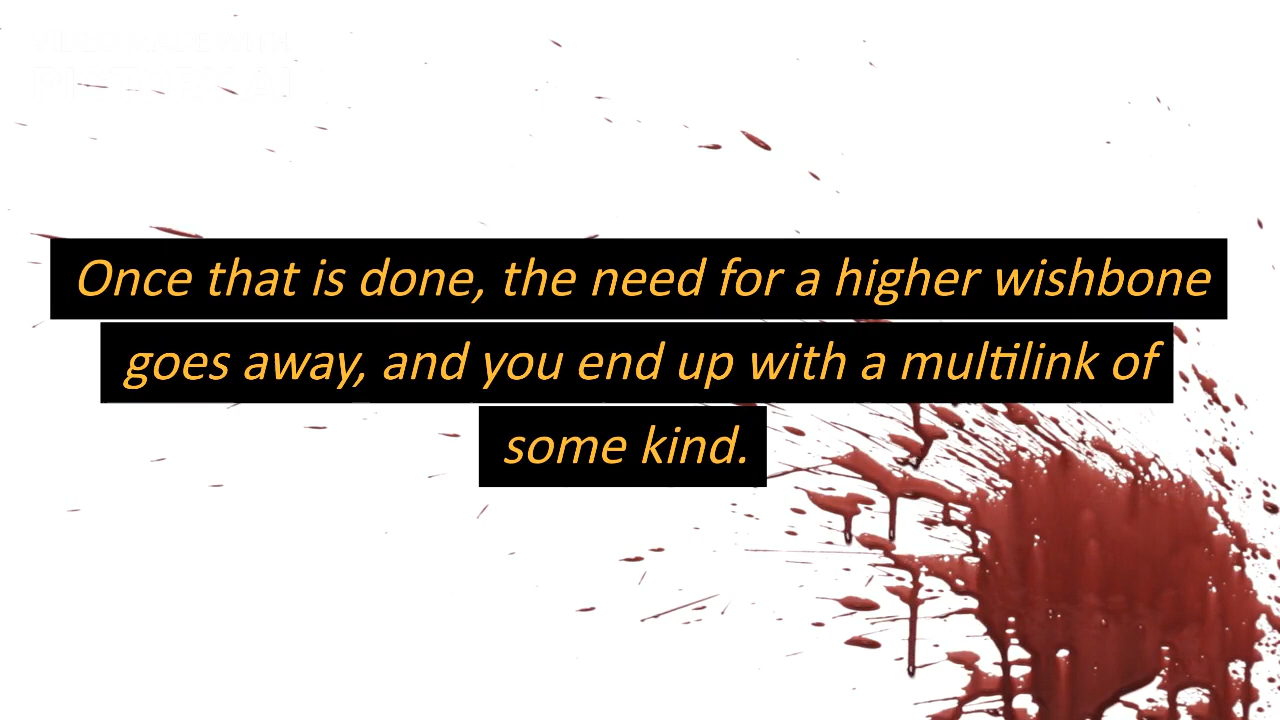 Once that is done, the need for a higher wishbone
goes away, and you end up with a multilink of
some kind.